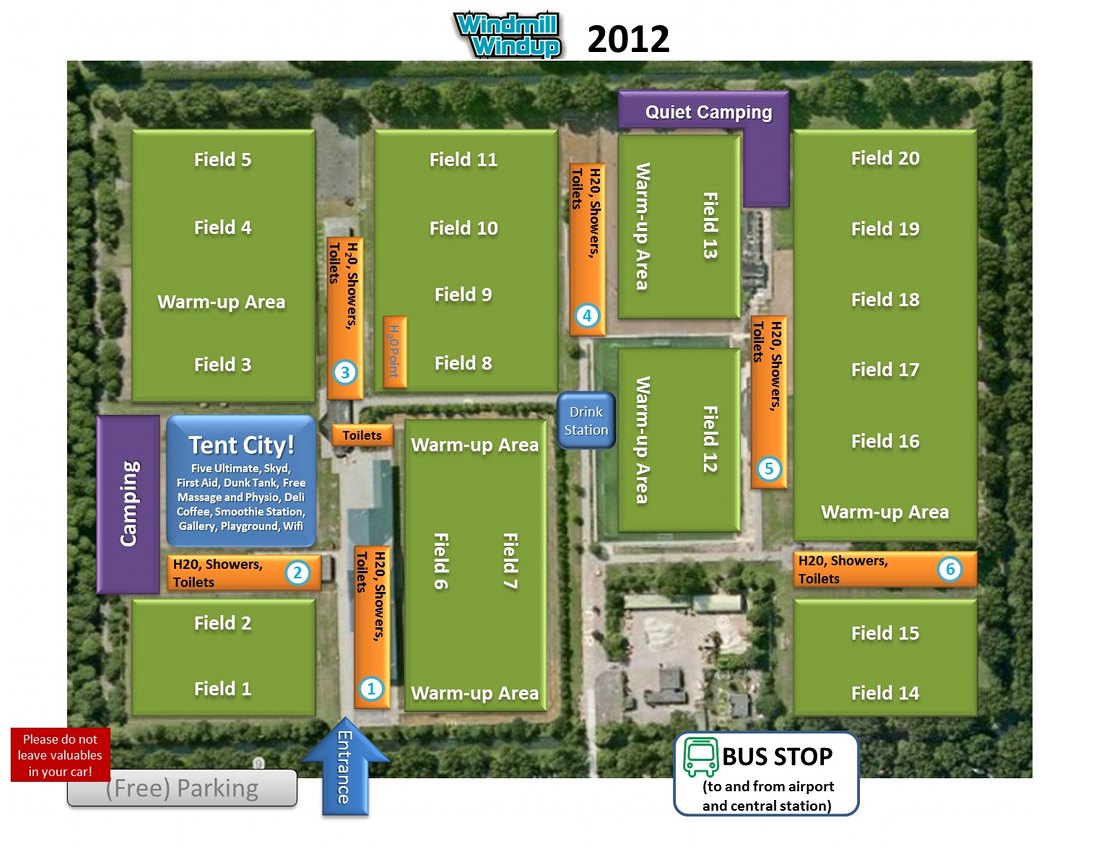 Windmill
Windup
2012
Quiet Camping
Field 5
Field 4
Warm-up Area
Field 3
Field 11
Field 10
Field 9
Field 8
H₂0 Point
H₂0, Showers,
Toilets
3
H20, Showers,
Toilets
4
Warm-up Area
Field 13
Field 20
Field 19
Field 18
Field 17
Field 16
Warm-up Area
H20, Showers,
Toilets
5
Warm-up Area
Field 12
Drink
Station
Toilets
Camping
Tent City!
Five Ultimate, Skyd,
First Aid, Dunk Tank, Free
Massage and Physio, Deli
Coffee, Smoothie Station,
Gallery, Playground, Wifi
H20, Showers,
Toilets
2
Warm-up Area
Field 6
Field 7
Warm-up Area
H20, Showers,
Toilets
1
Field 2
Field 1
H20, Showers,
Toilets
6
Field 15
Field 14
Please do not
leave valuables
in your car!
9
(Free) Parking
Entrance
BUS STOP
(to and from airport
and central station)